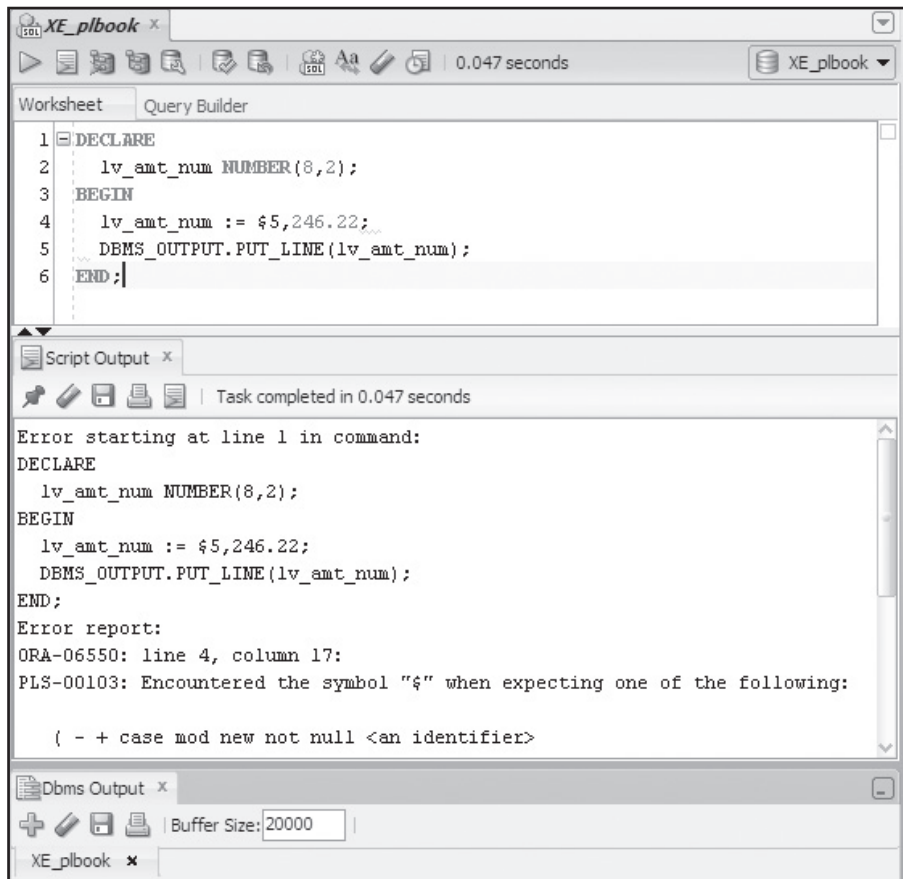 XE_plbook
SQL
SQL Aa 0.047 seconds XE_plbook
Worksheet Query Builder
1 DECLARE
2 lv_amt_num NUMBER(8,2);
3 BEGIN
4 lv_amt_num := $5,246.22;
5 DBMS_OUTPUT.PUT_LINE(lv_amt_num);
6 END;
Script Output x
Task completed in 0.047 seconds
Error starting at line 1 in command:
DECLARE
lv_amt_num NUMBER(8,2);
BEGIN
lv_amt_num := $5,246.22;
DBMS_OUTPUT.PUT_LINE(lv_amt_num);
END;
Error report:
ORA-06550: line 4, column 17:
PLS-00103: Encountered the symbol "$" when expecting one of the following:
( - + case mod new not null <an identifier>
Dbms Output x
Buffer Size: 20000
XE_plbook x